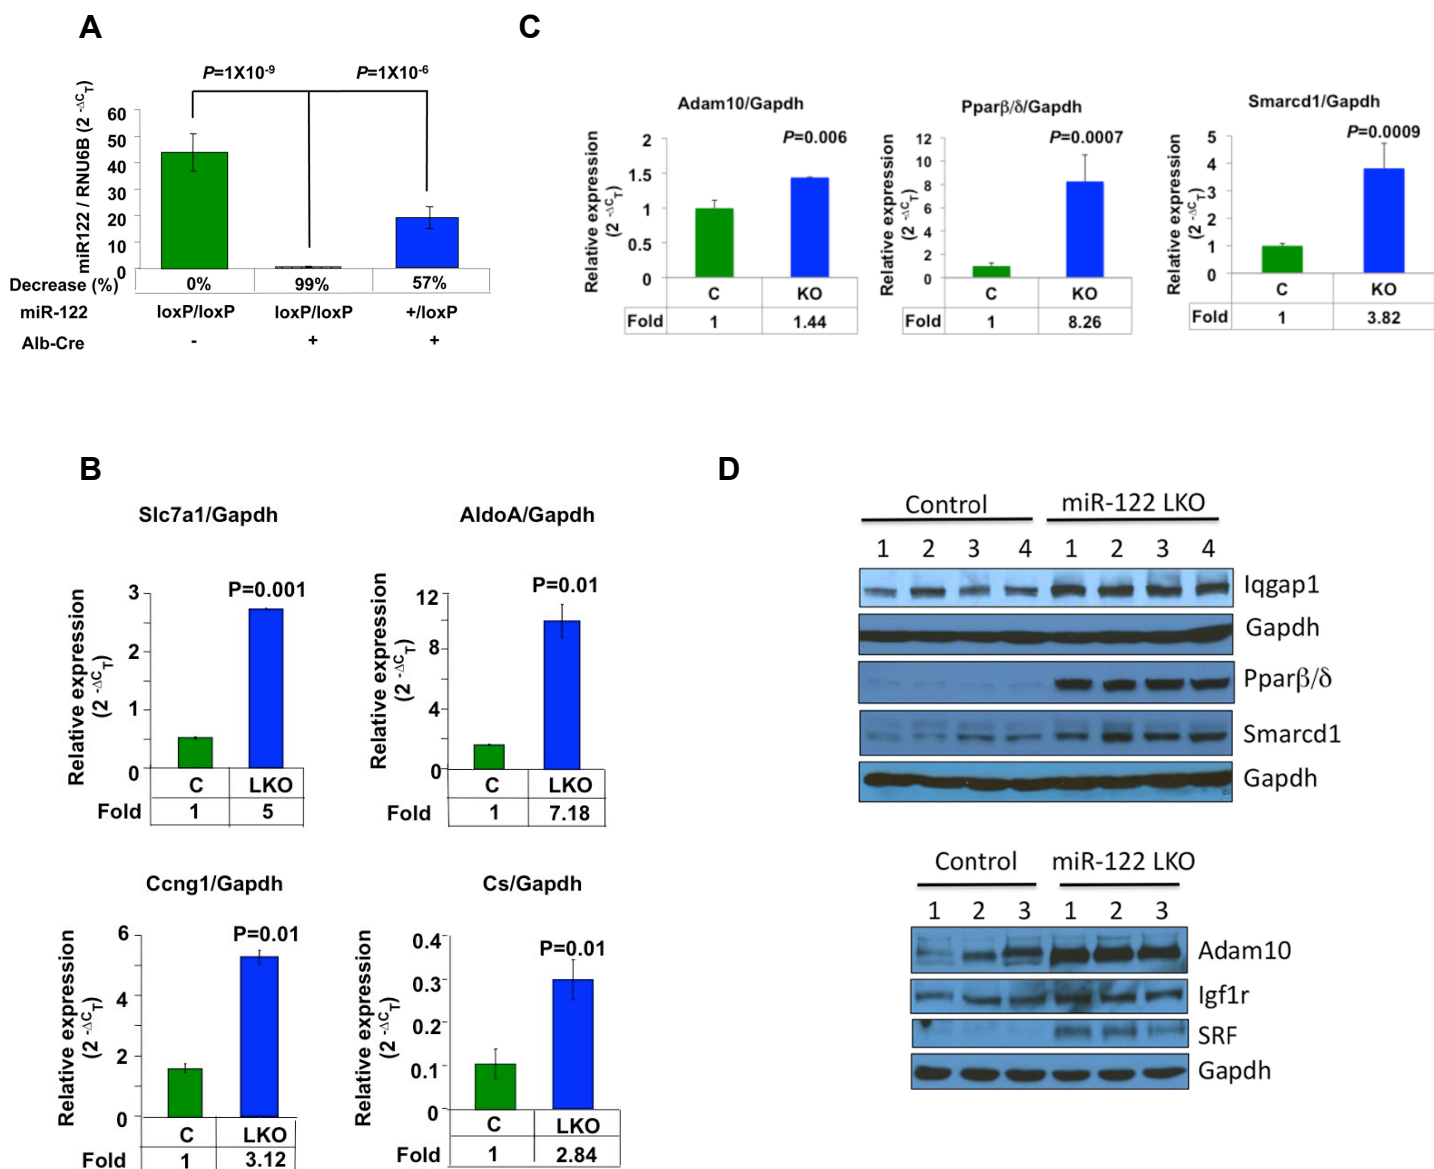 A
P=1X10-9
P=1X10-6
miR122 / RNU6B (2 -ΔCT)
60
50
40
30
20
10
0
Decrease (%) 0% 99% 57%
miR-122 loxP/loxP loxP/loxP +/loxP
Alb-Cre - + +
C
Adam10/Gapdh
P=0.006
Relative expression
(2 -ΔCT)
2
1.5
1
0.5
0
C KO
Fold 1 1.44
Pparβ/δ/Gapdh
P=0.0007
Relative expression
(2 -ΔCT)
12
10
8
6
4
2
0
C KO
Fold 1 8.26
Smarcd1/Gapdh
P=0.0009
Relative expression
(2 -ΔCT)
5
4
3
2
1
0
C KO
Fold 1 3.82
B
Slc7a1/Gapdh
P=0.001
Relative expression
(2 -ΔCT)
3
2
1
0
C LKO
Fold 1 5
AldoA/Gapdh
P=0.01
Relative expression
(2 -ΔCT)
12
8
4
0
C LKO
Fold 1 7.18
Ccng1/Gapdh
P=0.01
Relative expression
(2 -ΔCT)
6
4
2
0
C LKO
Fold 1 3.12
Cs/Gapdh
P=0.01
Relative expression
(2 -ΔCT)
0.4
0.3
0.2
0.1
0
C LKO
Fold 1 2.84
D
Control miR-122 LKO
1 2 3 4 1 2 3 4
Iqgap1
Gapdh
Pparβ/δ
Smarcd1
Gapdh
Control miR-122 LKO
1 2 3 1 2 3
Adam10
Igf1r
SRF
Gapdh